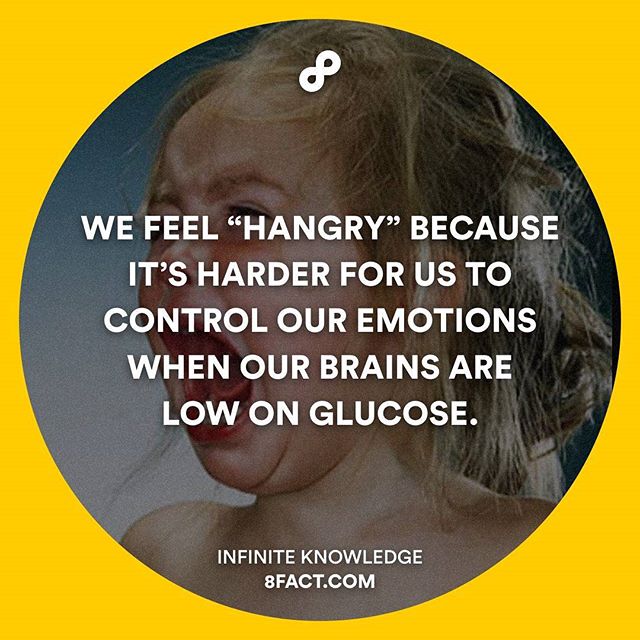 WE FEEL “HANGRY” BECAUSE
IT’S HARDER FOR US TO
CONTROL OUR EMOTIONS
WHEN OUR BRAINS ARE
LOW ON GLUCOSE.
INFINITE KNOWLEDGE
8FACT.COM